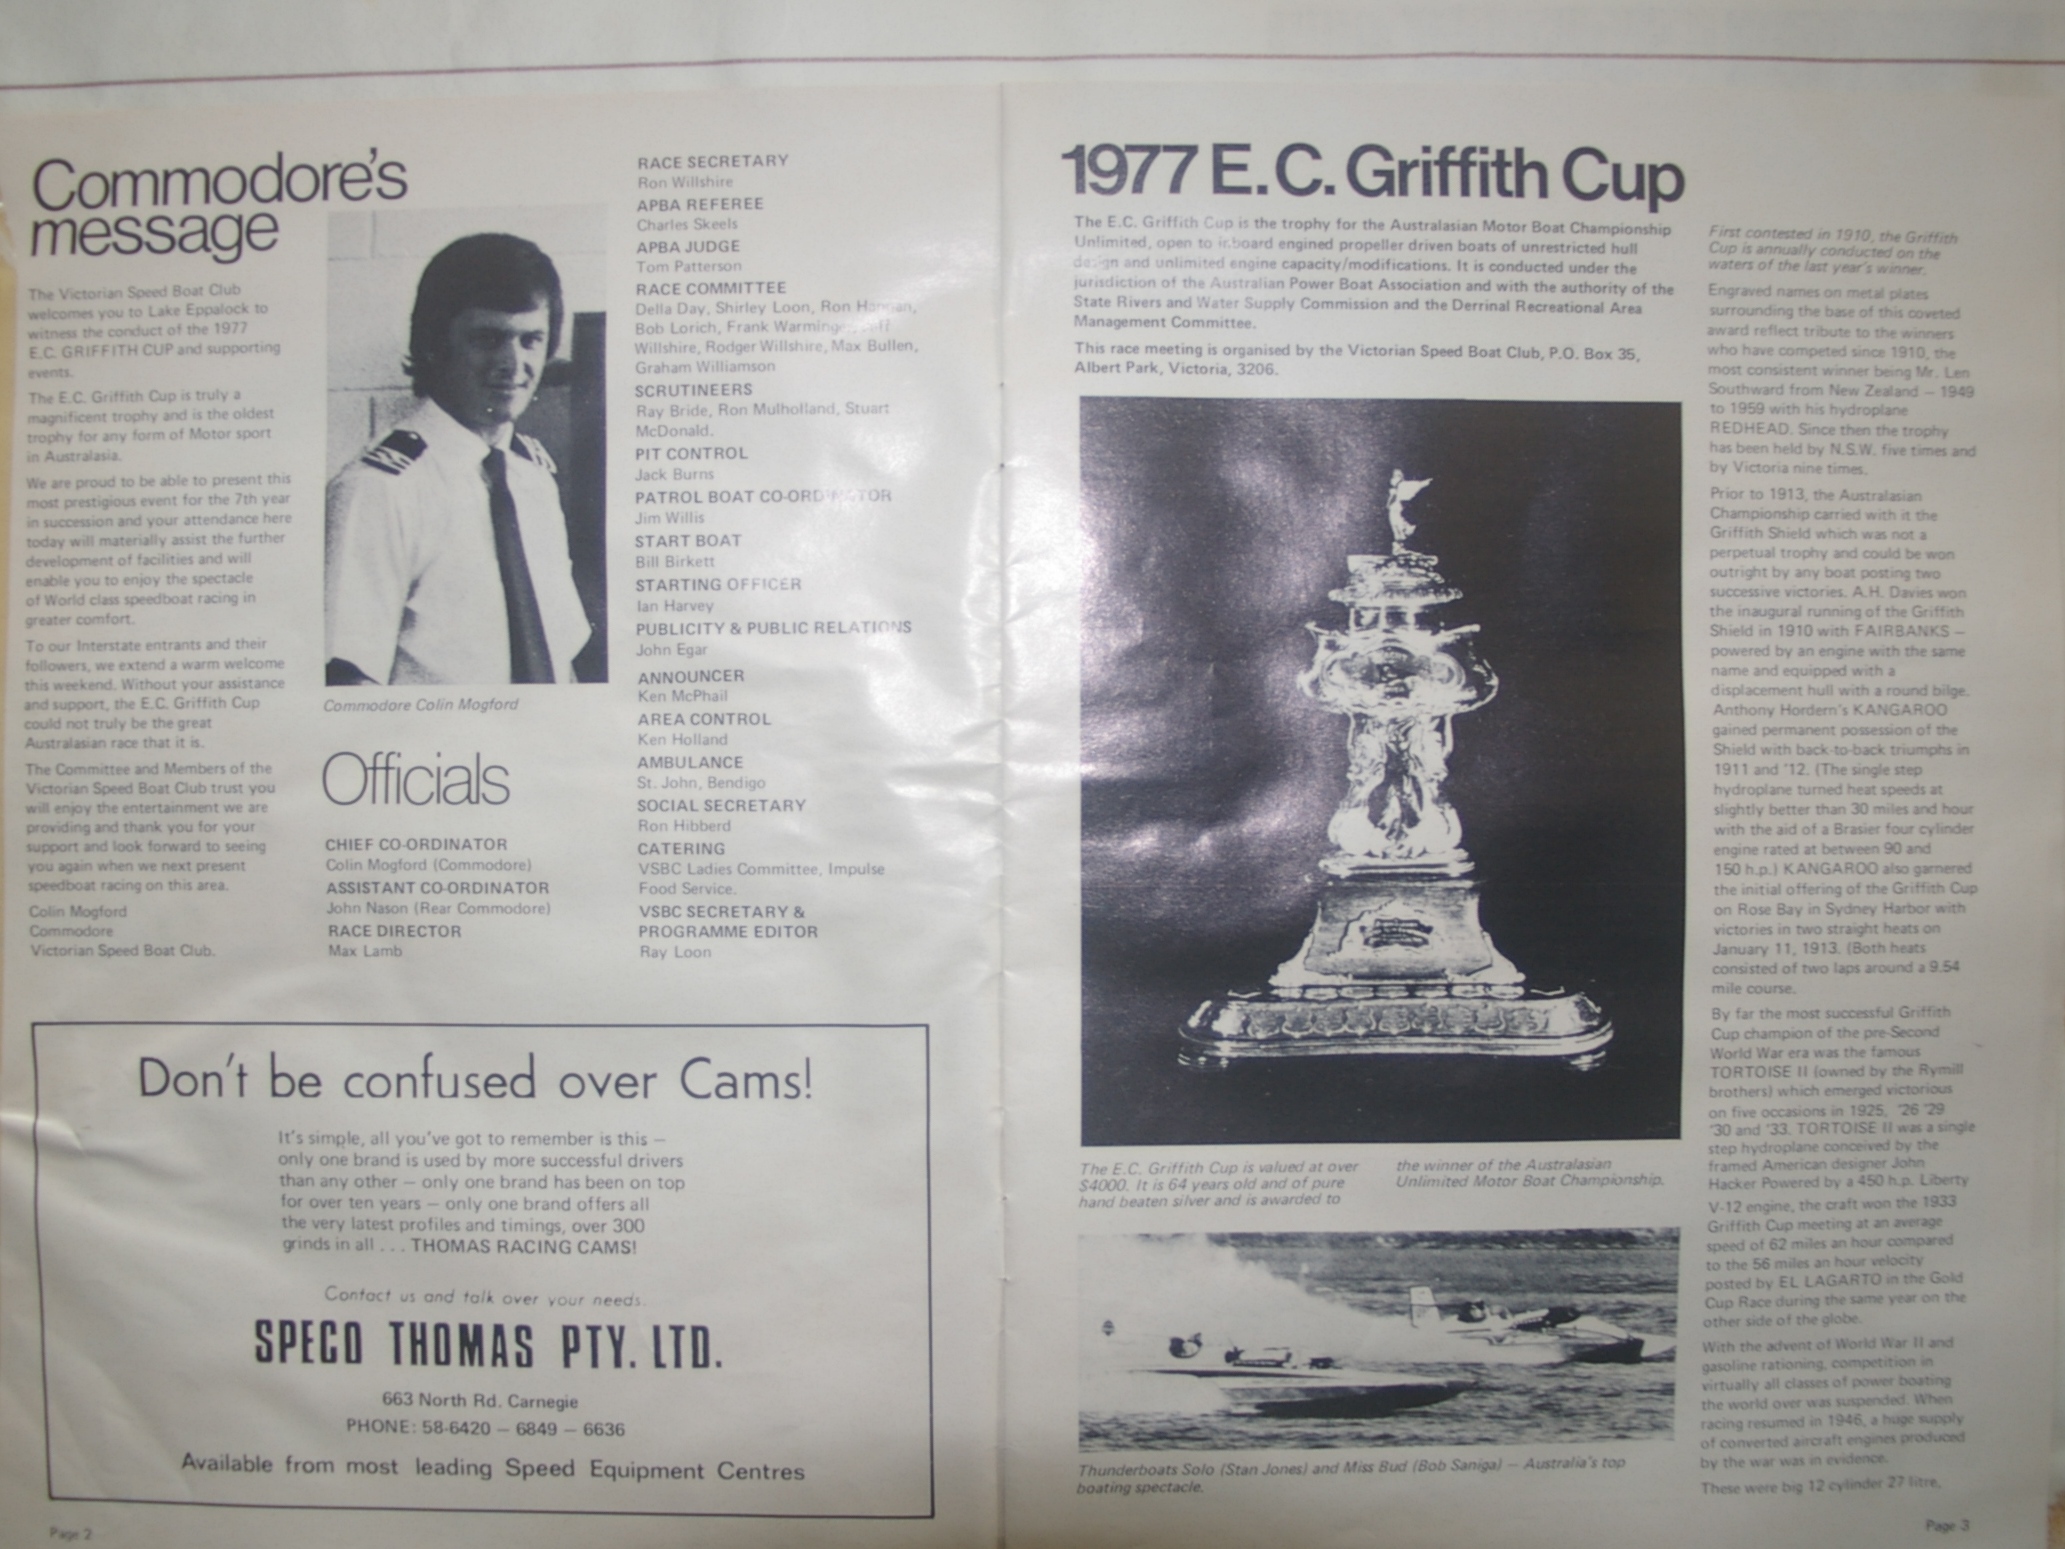 Commodore's
message
The Victorian Speed Boat Club
welcomes you to Lake Eppalock to
witness the conduct of the 1977
E.C. GRIFFITH CUP and supporting
events.
The E.C. Griffith Cup is truly a
magnificent trophy and is the oldest
trophy for any form of Motor sport
in Australasia.
We are proud to be able to present this
most prestigious event for the 7th year
in succession and your attendance here
today will materially assist the further
development of facilities and will
enable you to enjoy the spectacle
of World class speedboat racing in
greater comfort.
To our Interstate entrants and their
followers, we extend a warm welcome
this weekend. Without your assistance
and support, the E.C. Griffith Cup
could not truly be the great
Australasian race that it is.
The Committee and Members of the
Victorian Speed Boat Club trust you
will enjoy the entertainment we are
providing and thank you for your
support and look forward to seeing
you again when we next present
speedboat racing on this area.
Colin Mogford
Commodore
Victorian Speed Boat Club.
Commodore Colin Mogford
Officials
CHIEF CO-ORDINATOR
Colin Mogford (Commodore)
ASSISTANT CO-ORDINATOR
John Nason (Rear Commodore)
RACE DIRECTOR
Max Lamb
RACE SECRETARY
Ron Willshire
APBA REFEREE
Charles Skeels
APBA JUDGE
Tom Patterson
RACE COMMITTEE
Della Day, Shirley Loon, Ron
Bob Lorich, Frank
Willshire, Rodger Willshire, Max Bullen,
Graham Williamson
SCRUTINEERS
Ray Bride, Ron Mulholland, Stuart
McDonald.
PIT CONTROL
Jack Burns
PATROL BOAT CO-ORDINATOR
Jim Willis
START BOAT
Bill Birkett
STARTING OFFICER
Ian Harvey
PUBLICITY & PUBLIC RELATIONS
John Egar
ANNOUNCER
Ken McPhail
AREA CONTROL
Ken Holland
AMBULANCE
St. John, Bendigo
SOCIAL SECRETARY
Ron Hibberd
CATERING
VSBC Ladies Committee, Impulse
Food Service.
VSBC SECRETARY &
PROGRAMME EDITOR
Ray Loon
Don't be confused over Cams!
It's simple, all you've got to remember is this —
only one brand is used by more successful drivers
than any other — only one brand has been on top
for over ten years — only one brand offers all
the very latest profiles and timings, over 300
grinds in all . . . THOMAS RACING CAMS!
Contact us and talk over your needs.
SPECO THOMAS PTY. LTD.
663 North Rd. Carnegie
PHONE: 58-6420 — 6849 — 6636
Available from most leading Speed Equipment Centres
Page 2
1977 E.C. Griffith Cup
The E.C. Griffith Cup is the trophy for the Australasian Motor Boat Championship
Unlimited, open to inboard engined propeller driven boats of unrestricted hull
design and unlimited engine capacity/modifications. It is conducted under the
jurisdiction of the Australian Power Boat Association and with the authority of the
State Rivers and Water Supply Commission and the Derrinal Recreational Area
Management Committee.
This race meeting is organised by the Victorian Speed Boat Club, P.O. Box 35,
Albert Park, Victoria, 3206.
The E.C. Griffith Cup is valued at over
$4000. It is 64 years old and of pure
hand beaten silver and is awarded to
the winner of the Australasian
Unlimited Motor Boat Championship.
Thunderboats Solo (Stan Jones) and Miss Bud (Bob Saniga) — Australia's top
boating spectacle.
First contested in 1910, the Griffith
Cup is annually conducted on the
waters of the last year's winner.
Engraved names on metal plates
surrounding the base of this coveted
award reflect tribute to the winners
who have competed since 1910, the
most consistent winner being Mr. Len
Southward from New Zealand — 1949
to 1959 with his hydroplane
REDHEAD. Since then the trophy
has been held by N.S.W. five times and
by Victoria nine times.
Prior to 1913, the Australasian
Championship carried with it the
Griffith Shield which was not a
perpetual trophy and could be won
outright by any boat posting two
successive victories. A.H. Davies won
the inaugural running of the Griffith
Shield in 1910 with FAIRBANKS —
powered by an engine with the same
name and equipped with a
displacement hull with a round bilge.
Anthony Hordern's KANGAROO
gained permanent possession of the
Shield with back-to-back triumphs in
1911 and '12. (The single step
hydroplane turned heat speeds at
slightly better than 30 miles and hour
with the aid of a Brasier four cylinder
engine rated at between 90 and
150 h.p.) KANGAROO also garnered
the initial offering of the Griffith Cup
on Rose Bay in Sydney Harbor with
victories in two straight heats on
January 11, 1913. (Both heats
consisted of two laps around a 9.54
mile course.
By far the most successful Griffith
Cup champion of the pre-Second
World War era was the famous
TORTOISE II (owned by the Rymill
brothers) which emerged victorious
on five occasions in 1925, '26 '29
'30 and '33. TORTOISE II was a single
step hydroplane conceived by the
framed American designer John
Hacker Powered by a 450 h.p. Liberty
V-12 engine, the craft won the 1933
Griffith Cup meeting at an average
speed of 62 miles an hour compared
to the 56 miles an hour velocity
posted by EL LAGARTO in the Gold
Cup Race during the same year on the
other side of the globe.
With the advent of World War II and
gasoline rationing, competition in
virtually all classes of power boating
the world over was suspended. When
racing resumed in 1946, a huge supply
of converted aircraft engines produced
by the war was in evidence.
These were big 12 cylinder 27 litre,
Page 3